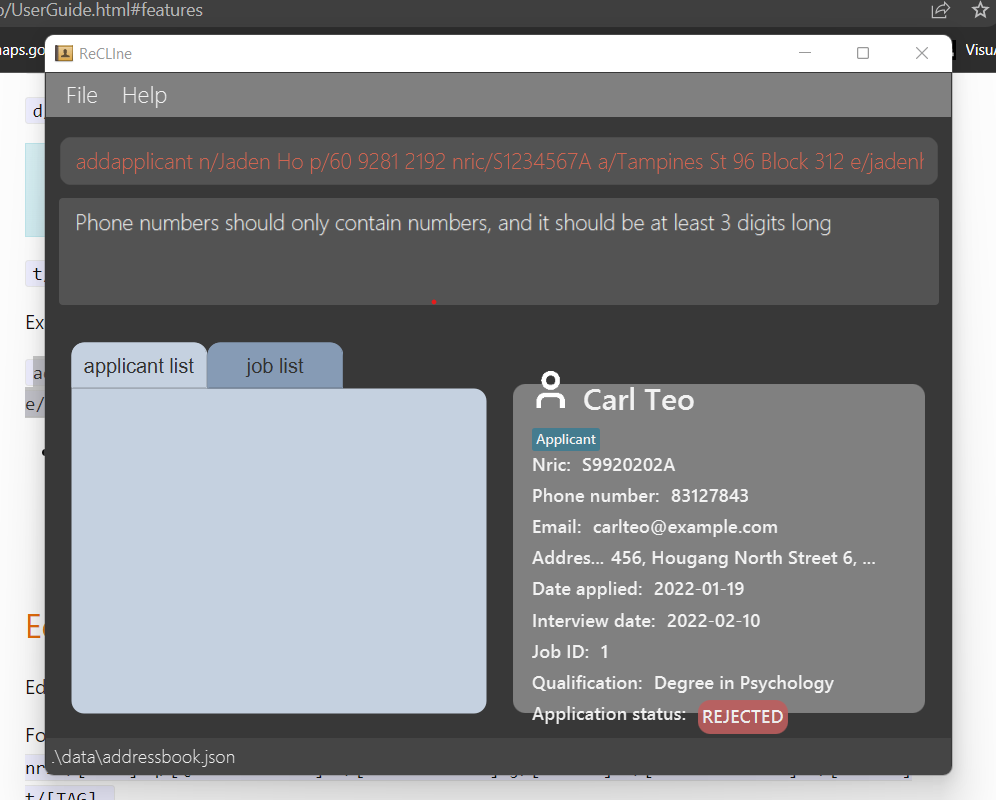 o/UserGuide.html#features
naps.go
Visua
ReCLIne
File Help
d
addapplicant n/Jaden Ho p/60 9281 2192 nric/S1234567A a/Tampines St 96 Block 312 e/jadenh
Phone numbers should only contain numbers, and it should be at least 3 digits long
t/
Ex
applicant list
job list
e/
Carl Teo
Applicant
Nric: S9920202A
Phone number: 83127843
Email: carlteo@example.com
Addres... 456, Hougang North Street 6, ...
Date applied: 2022-01-19
Interview date: 2022-02-10
Job ID: 1
Qualification: Degree in Psychology
Application status: REJECTED
Ed
Fo
.\data\addressbook.json
t/[TAG]